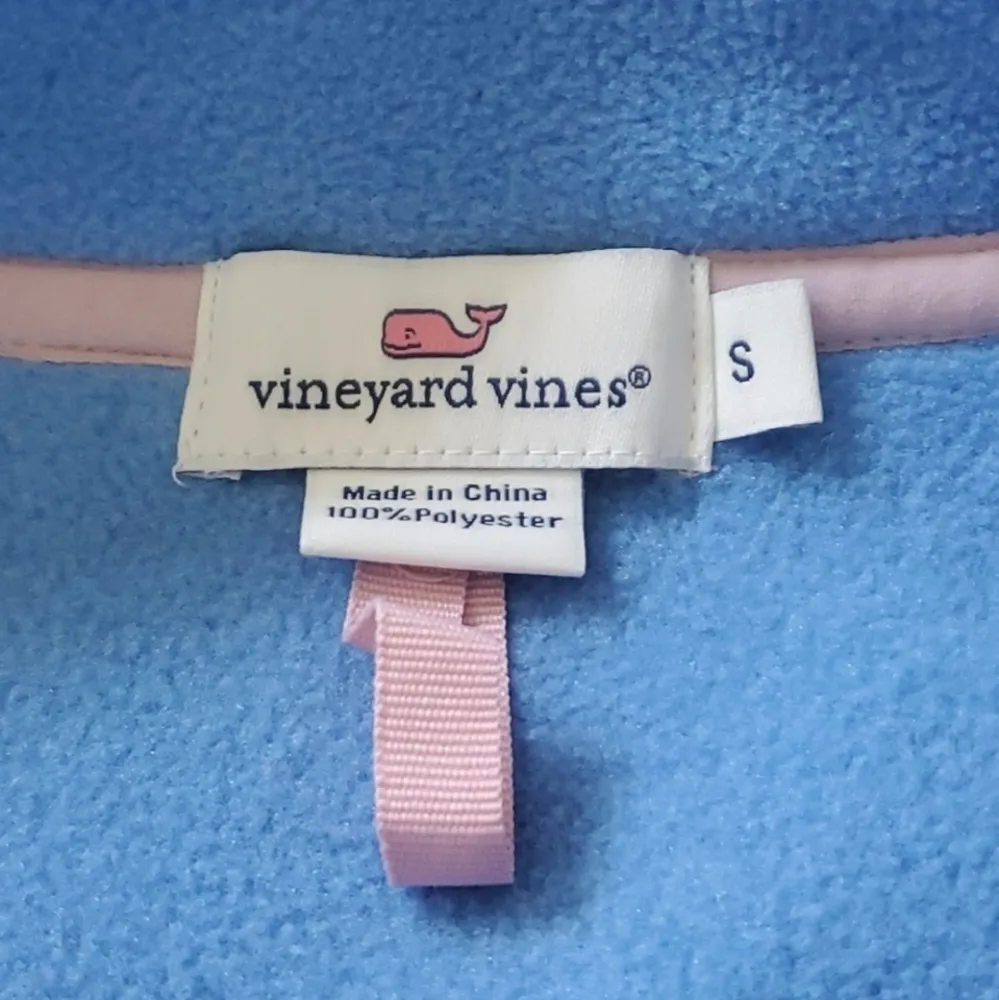 vineyard vines®
S
Made in China
100%Polyester